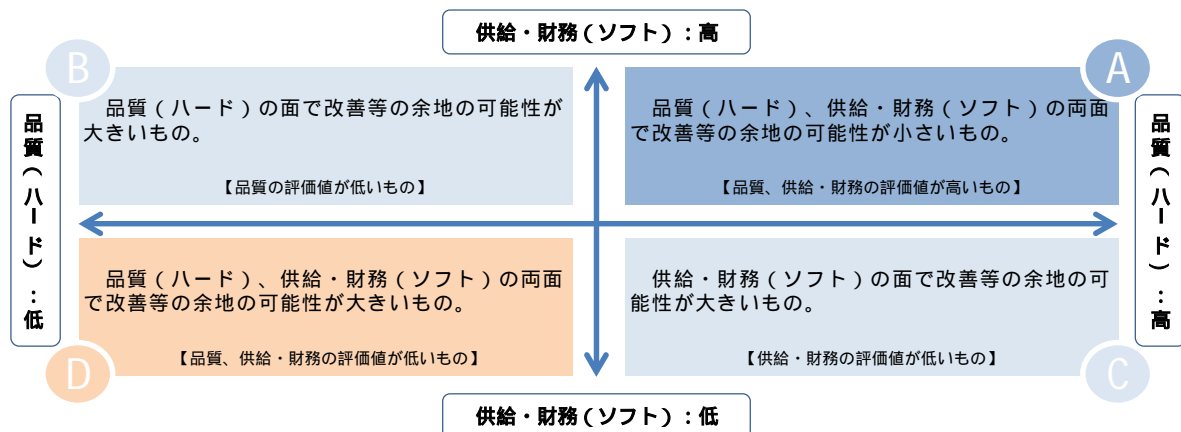 供給・財務(ソフト):高
B
A
品質(ハード):低
品質(ハード)の面で改善等の余地の可能性が
大きいもの。
【品質の評価値が低いもの】
品質(ハード)、供給・財務(ソフト)の両面
で改善等の余地の可能性が小さいもの。
【品質、供給・財務の評価値が高いもの】
品質(ハード):高
品質(ハード)、供給・財務(ソフト)の両面
で改善等の余地の可能性が大きいもの。
【品質、供給・財務の評価値が低いもの】
供給・財務(ソフト)の面で改善等の余地の可
能性が大きいもの。
【供給・財務の評価値が低いもの】
D
C
供給・財務(ソフト):低